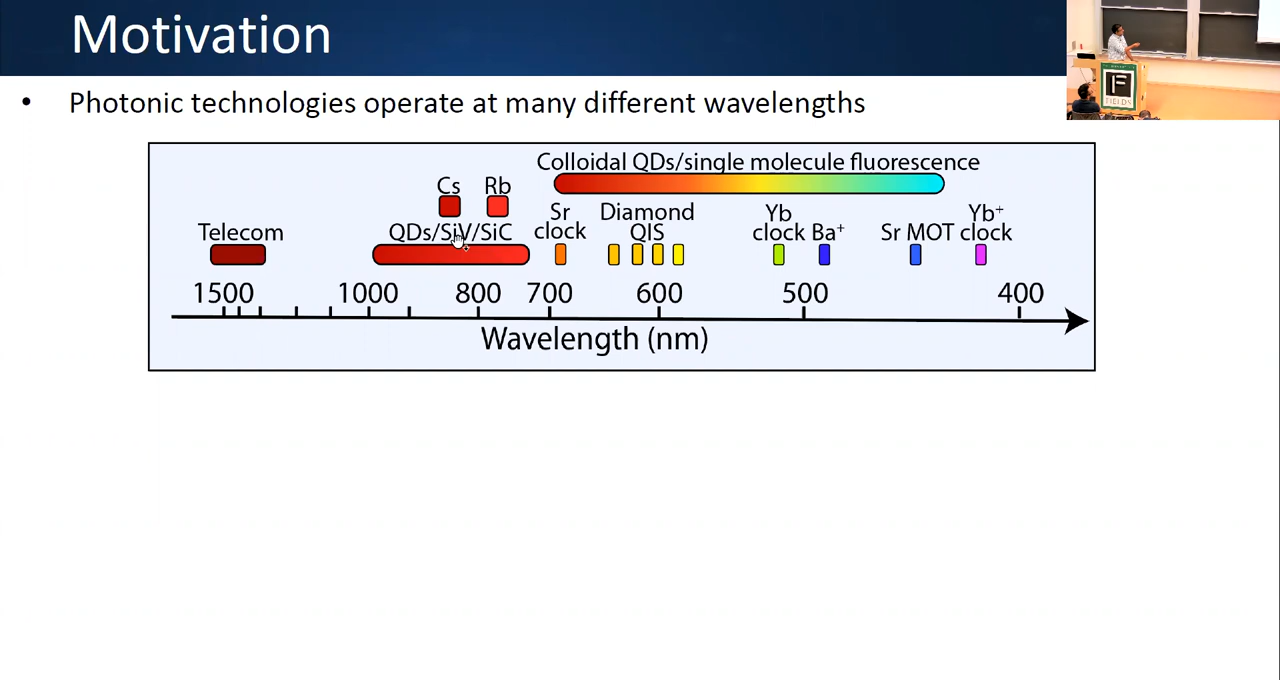 Motivation
• Photonic technologies operate at many different wavelengths
Colloidal QDs/single molecule fluorescence
Cs Rb
Sr clock
Diamond QIS
Yb clock
Ba⁺
Yb⁺ clock
Telecom
QDs/SiV/SiC
Sr MOT
1500 1000 800 700 600 500 400
Wavelength (nm)
F
FIELDS